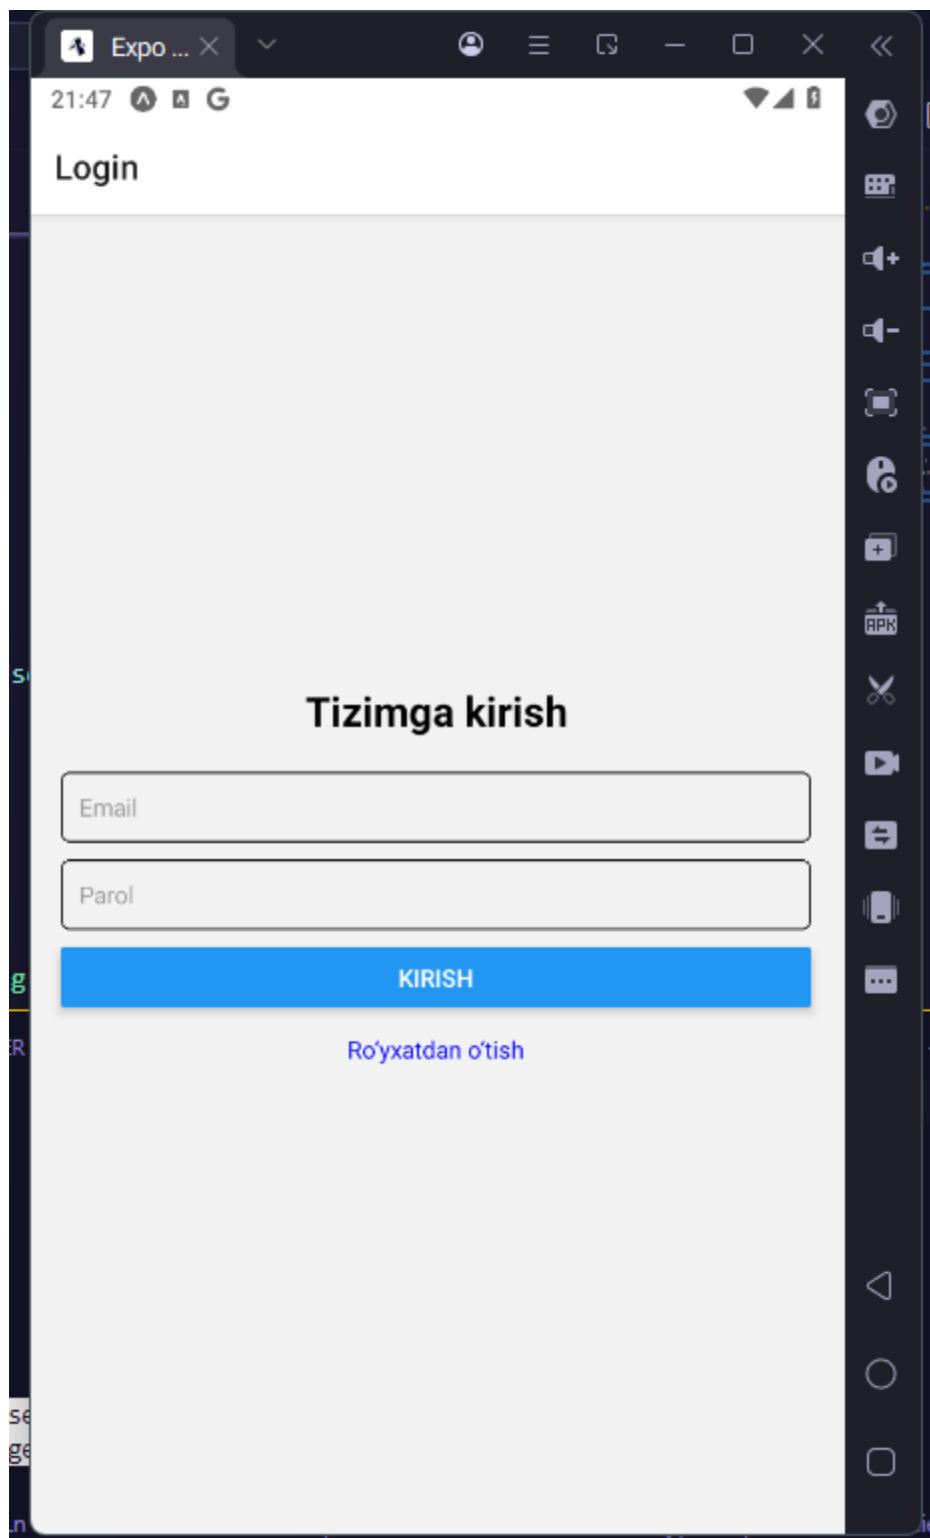 Expo ...
21:47
Login
Tizimga kirish
Email
Parol
KIRISH
Ro‘yxatdan o‘tish
APK